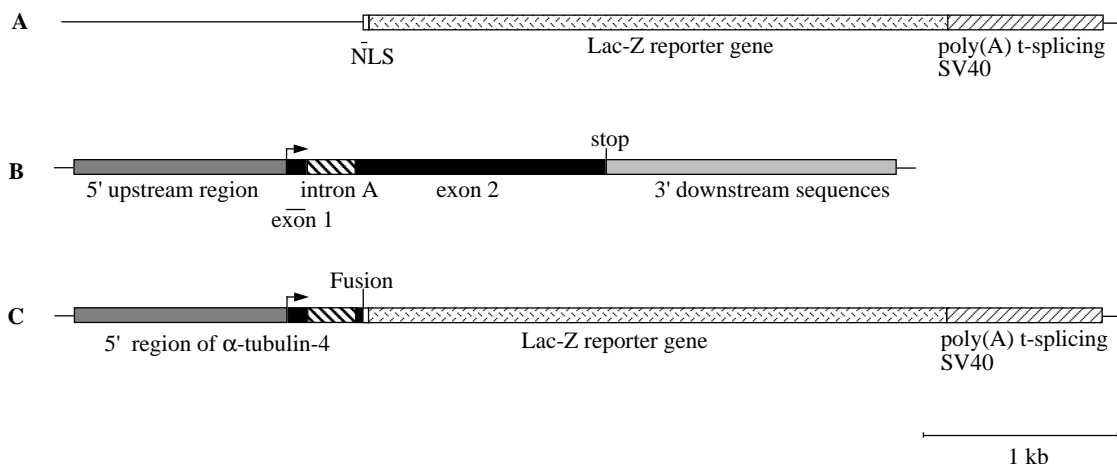 A
NLS
Lac-Z reporter gene
poly(A) t-splicing
SV40
B
stop
5' upstream region
intron A
exon 2
3' downstream sequences
exon 1
C
Fusion
5' region of α-tubulin-4
Lac-Z reporter gene
poly(A) t-splicing
SV40
1 kb